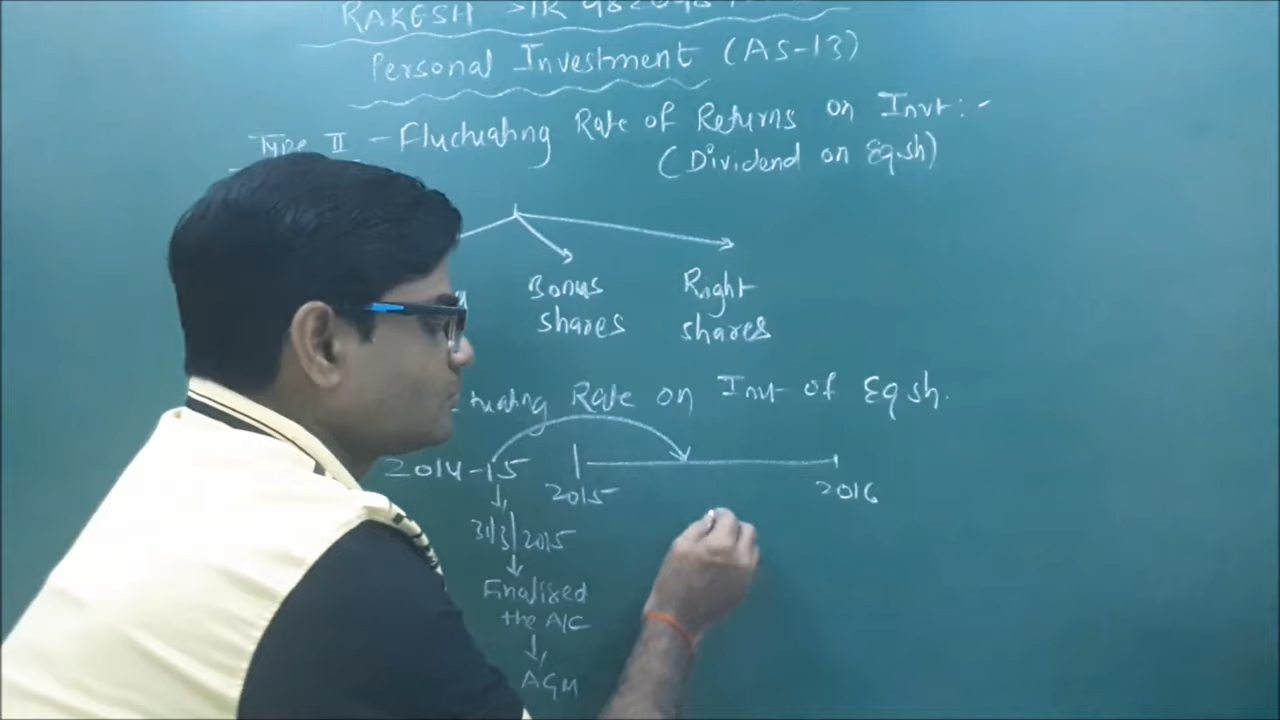 RAKESH SIR
Personal Investment (AS-13)
Type II - Fluctuating Rate of Returns on Invt:-
(Dividend on Eq.sh)
Bonus
shares
Right
shares
tuating Rate on Invt of Eq sh.
2014-15
2015
2016
31/3/2015
Finalised
the A/C
AGM